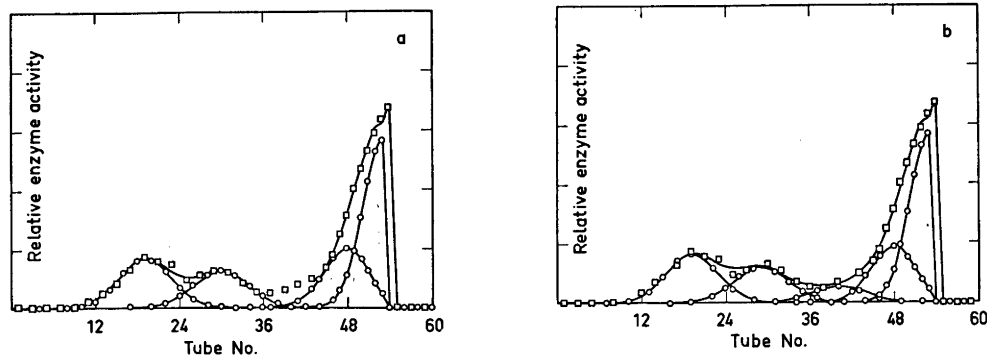 a
Relative enzyme activity
12 24 36 48 60
Tube No.
b
Relative enzyme activity
12 24 36 48 60
Tube No.